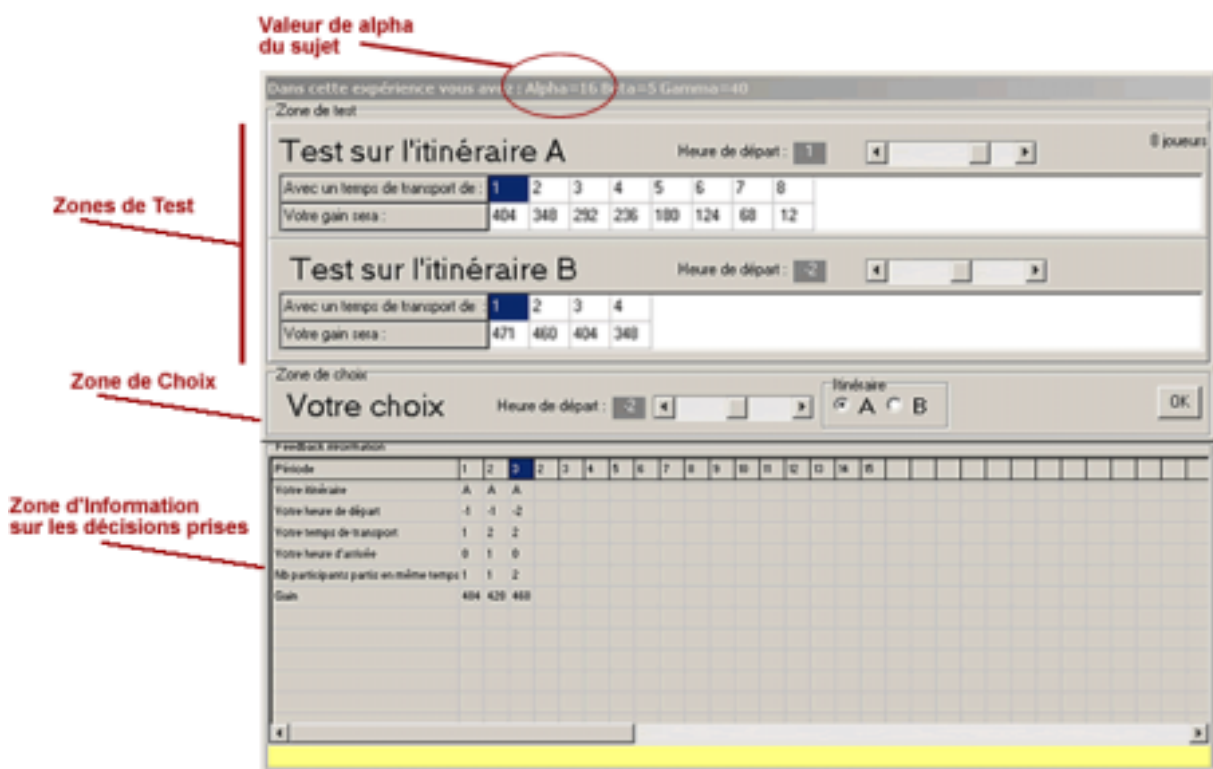 Valeur de alpha
du sujet
Dans cette expérience vous avez : Alpha=16 Beta=5 Gamma=40
Zone de test
Zones de Test
Test sur l'itinéraire A
Heure de départ : 1
8 joueurs
Avec un temps de transport de : 1 2 3 4 5 6 7 8
Votre gain sera : 404 348 292 236 180 124 68 12
Test sur l'itinéraire B
Heure de départ : -2
Avec un temps de transport de : 1 2 3 4
Votre gain sera : 471 460 404 348
Zone de Choix
Zone de choix
Votre choix
Heure de départ : -2
Itinéraire
A B
OK
Feedback information
Zone d'Information
sur les décisions prises
Période 1 2 3 2 3 4 5 6 7 8 9 10 11 12 13 14 15
Votre itinéraire A A A
Votre heure de départ -1 -1 -2
Votre temps de transport 1 2 2
Votre heure d'arrivée 0 1 0
Nb participants partis en même temps 1 1 2
Gain 484 420 460